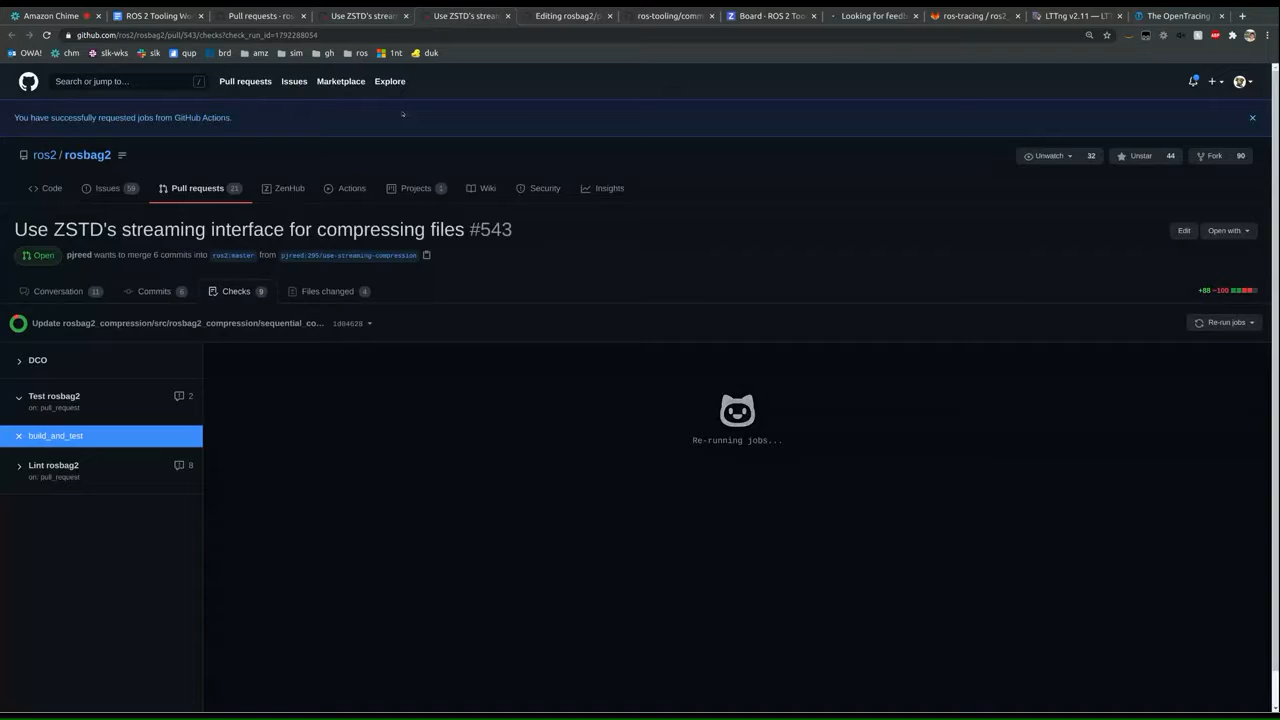 Amazon Chime
ROS 2 Tooling Wo
Pull requests · ros
Use ZSTD's stream
Use ZSTD's stream
Editing rosbag2/p
ros-tooling/comm
Board · ROS 2 Too
Looking for feedb
ros-tracing / ros2_
LTTng v2.11 — LT
The OpenTracing
github.com/ros2/rosbag2/pull/543/checks?check_run_id=1792288054
OWA! chm slk-wks slk qup brd amz sim gh ros 1nt duk
Search or jump to... /
Pull requests Issues Marketplace Explore
You have successfully requested jobs from GitHub Actions.
ros2 / rosbag2
Unwatch 32 Unstar 44 Fork 90
Code Issues 59 Pull requests 21 ZenHub Actions Projects 1 Wiki Security Insights
Use ZSTD's streaming interface for compressing files #543
Edit Open with
Open pjreed wants to merge 6 commits into ros2:master from pjreed:295/use-streaming-compression
Conversation 11 Commits 6 Checks 9 Files changed 4
+88 −100
Update rosbag2_compression/src/rosbag2_compression/sequential_co... 1d04628
Re-run jobs
DCO
Test rosbag2 2
on: pull_request
build_and_test
Lint rosbag2 8
on: pull_request
Re-running jobs...